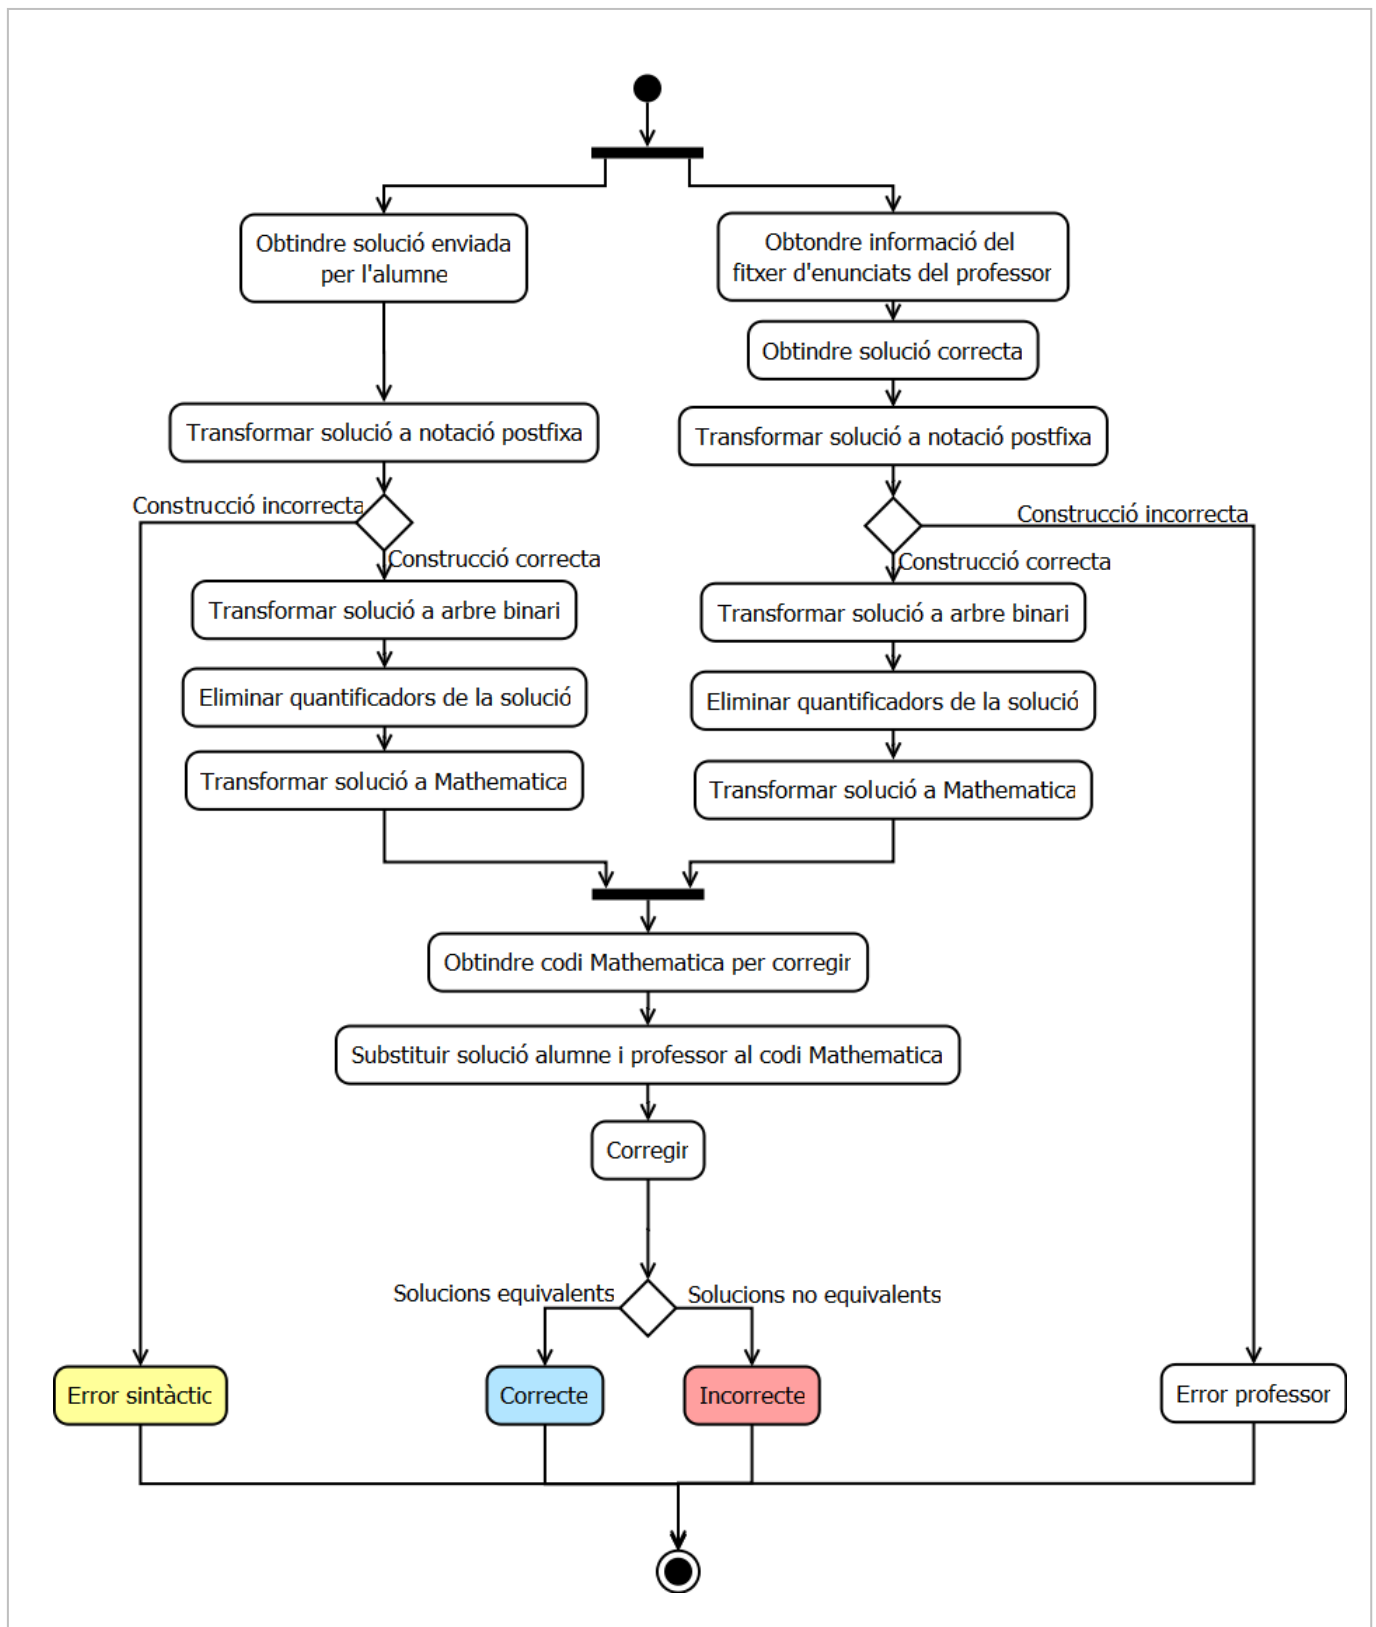 Obtindre solució enviada
per l'alumne
Obtondre informació del
fitxer d'enunciats del professor
Obtindre solució correcta
Transformar solució a notació postfixa
Transformar solució a notació postfixa
Construcció incorrecta
Construcció incorrecta
Construcció correcta
Construcció correcta
Transformar solució a arbre binari
Transformar solució a arbre binari
Eliminar quantificadors de la solució
Eliminar quantificadors de la solució
Transformar solució a Mathematica
Transformar solució a Mathematica
Obtindre codi Mathematica per corregir
Substituir solució alumne i professor al codi Mathematica
Corregir
Solucions equivalents
Solucions no equivalents
Error sintàctic
Correcte
Incorrecte
Error professor